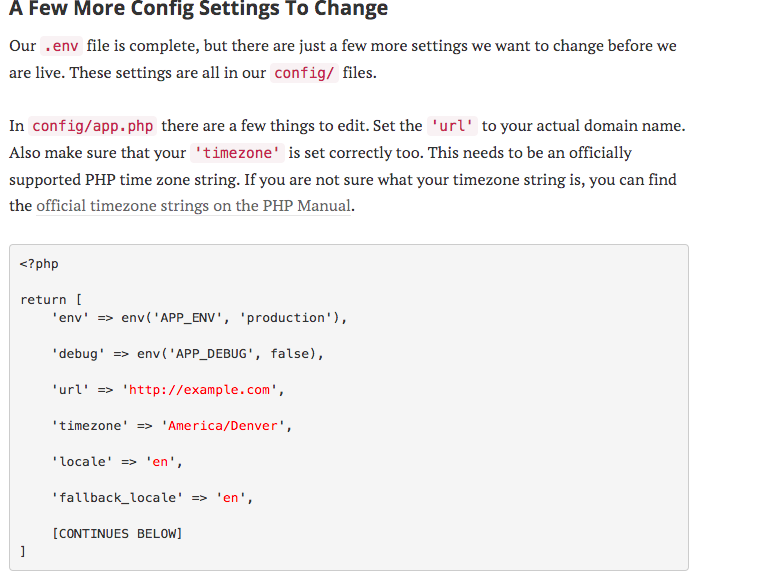 A Few More Config Settings To Change
Our .env file is complete, but there are just a few more settings we want to change before we
are live. These settings are all in our config/ files.
In config/app.php there are a few things to edit. Set the 'url' to your actual domain name.
Also make sure that your 'timezone' is set correctly too. This needs to be an officially
supported PHP time zone string. If you are not sure what your timezone string is, you can find
the official timezone strings on the PHP Manual.
<?php
return [
    'env' => env('APP_ENV', 'production'),
    'debug' => env('APP_DEBUG', false),
    'url' => 'http://example.com',
    'timezone' => 'America/Denver',
    'locale' => 'en',
    'fallback_locale' => 'en',
    [CONTINUES BELOW]
]